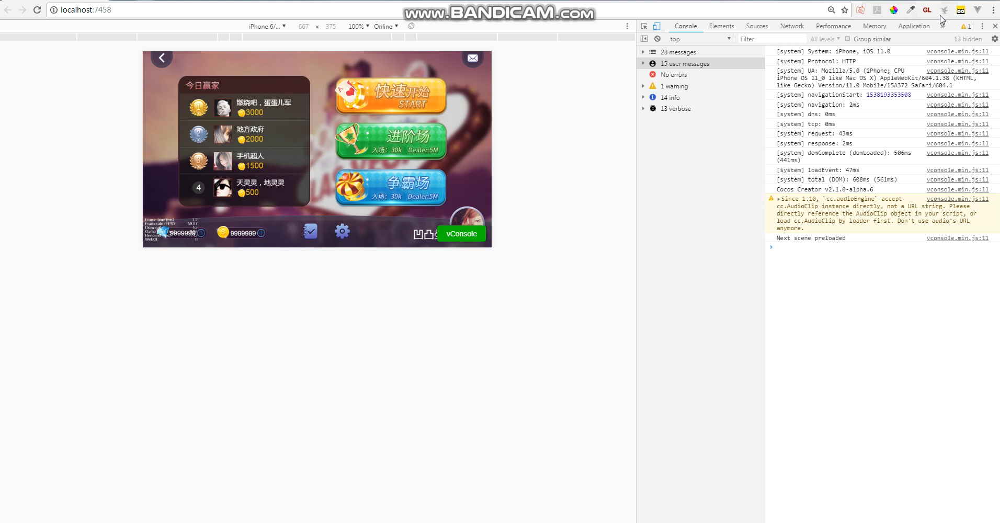 localhost:7458
www.BANDICAM.com
GL
iPhone 6/... 667 × 375 100% Online
Console Elements Sources Network Performance Memory Application » 1
top Filter All levels Group similar 13 hidden
28 messages
15 user messages
No errors
1 warning
14 info
13 verbose
[system] System: iPhone, iOS 11.0 vconsole.min.js:11
[system] Protocol: HTTP vconsole.min.js:11
[system] UA: Mozilla/5.0 (iPhone; CPU vconsole.min.js:11
iPhone OS 11_0 like Mac OS X) AppleWebKit/604.1.38 (KHTML,
like Gecko) Version/11.0 Mobile/15A372 Safari/604.1
[system] navigationStart: 1538193353508 vconsole.min.js:11
[system] navigation: 2ms vconsole.min.js:11
[system] dns: 0ms vconsole.min.js:11
[system] tcp: 0ms vconsole.min.js:11
[system] request: 43ms vconsole.min.js:11
[system] response: 2ms vconsole.min.js:11
[system] domComplete (domLoaded): 506ms vconsole.min.js:11
(441ms)
[system] loadEvent: 47ms vconsole.min.js:11
[system] total (DOM): 608ms (561ms) vconsole.min.js:11
Cocos Creator v2.1.0-alpha.6 vconsole.min.js:11
Since 1.10, `cc.audioEngine` accept vconsole.min.js:11
cc.AudioClip instance directly, not a URL string. Please
directly reference the AudioClip object in your script, or
load cc.AudioClip by loader first. Don't use audio's URL
anymore.
Next scene preloaded vconsole.min.js:11
今日赢家
1
燃烧吧，蛋蛋儿军
3000
2
地方政府
2000
3
手机超人
1500
4
天灵灵，地灵灵
500
快速开始
START
进阶场
入场：30k Dealer:5M
争霸场
入场：30k Dealer:5M
Frame time (ms) 1.2
Framerate (FPS) 59.87
Draw call 52
WebGL 0
9999999
9999999
凹凸
vConsole